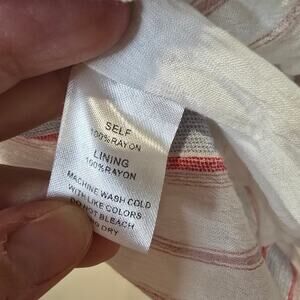 SELF
100%RAYON
LINING
100%RAYON
MACHINE WASH COLD
WITH LIKE COLORS
DO NOT BLEACH
DRY